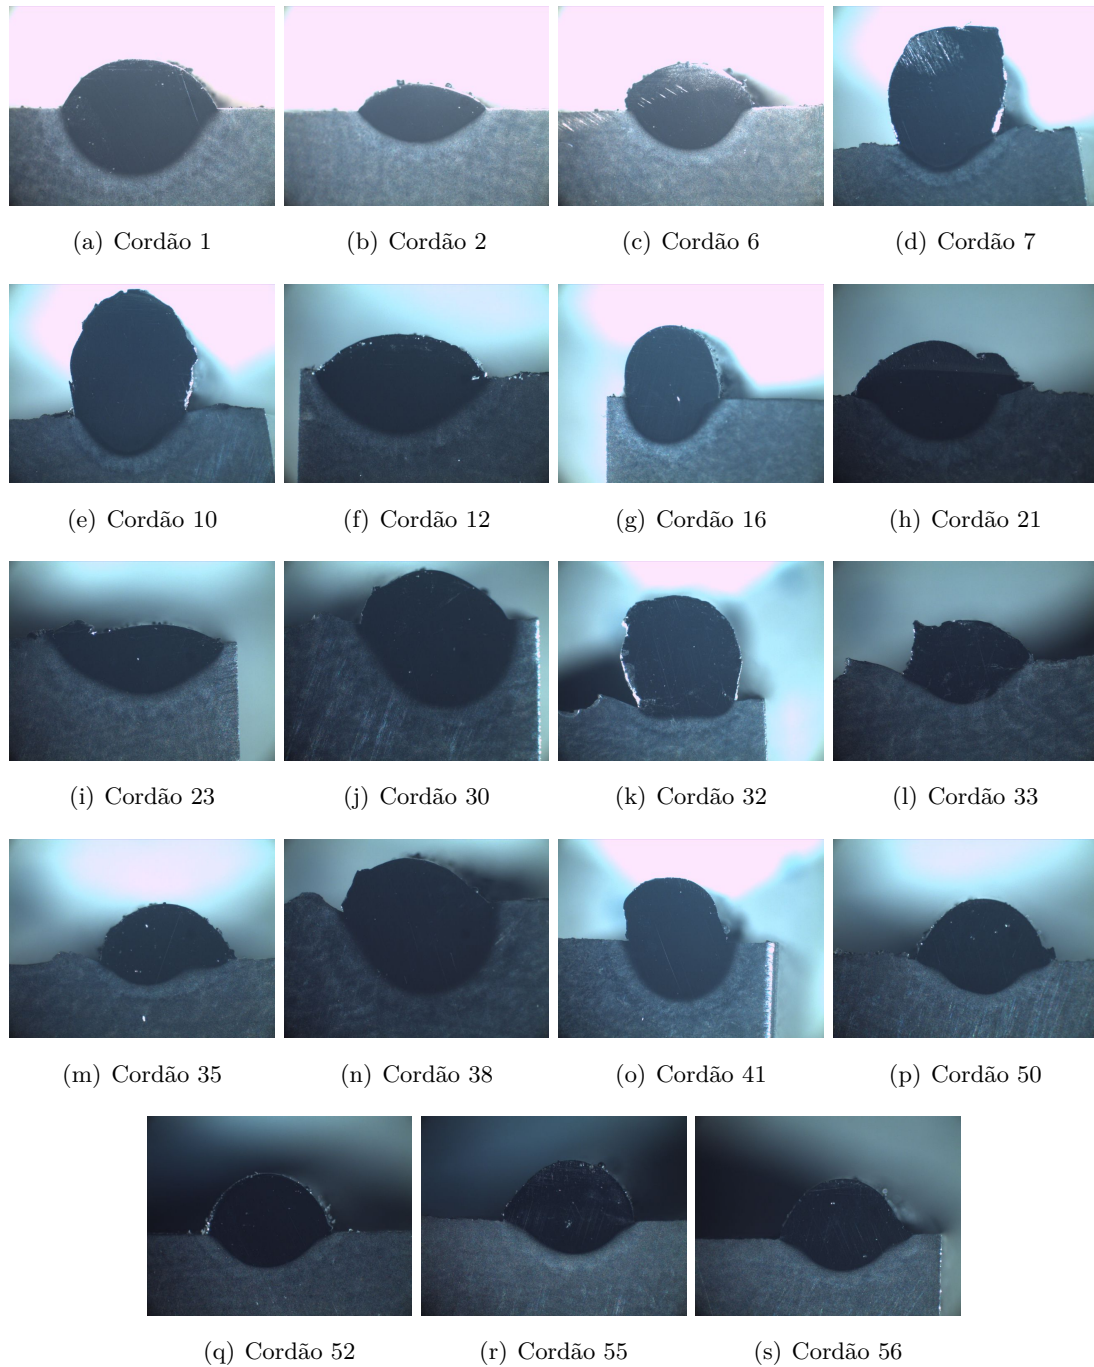 (a) Cordão 1
(b) Cordão 2
(c) Cordão 6
(d) Cordão 7
(e) Cordão 10
(f) Cordão 12
(g) Cordão 16
(h) Cordão 21
(i) Cordão 23
(j) Cordão 30
(k) Cordão 32
(l) Cordão 33
(m) Cordão 35
(n) Cordão 38
(o) Cordão 41
(p) Cordão 50
(q) Cordão 52
(r) Cordão 55
(s) Cordão 56